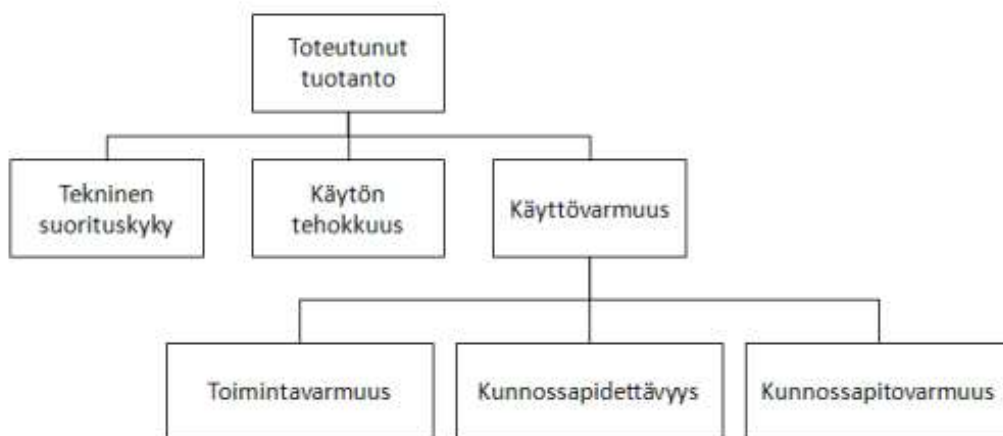 Toteutunut
tuotanto
Tekninen
suorituskyky
Käytön
tehokkuus
Käyttövarmuus
Toimintavarmuus
Kunnossapidettävyys
Kunnossapitovarmuus